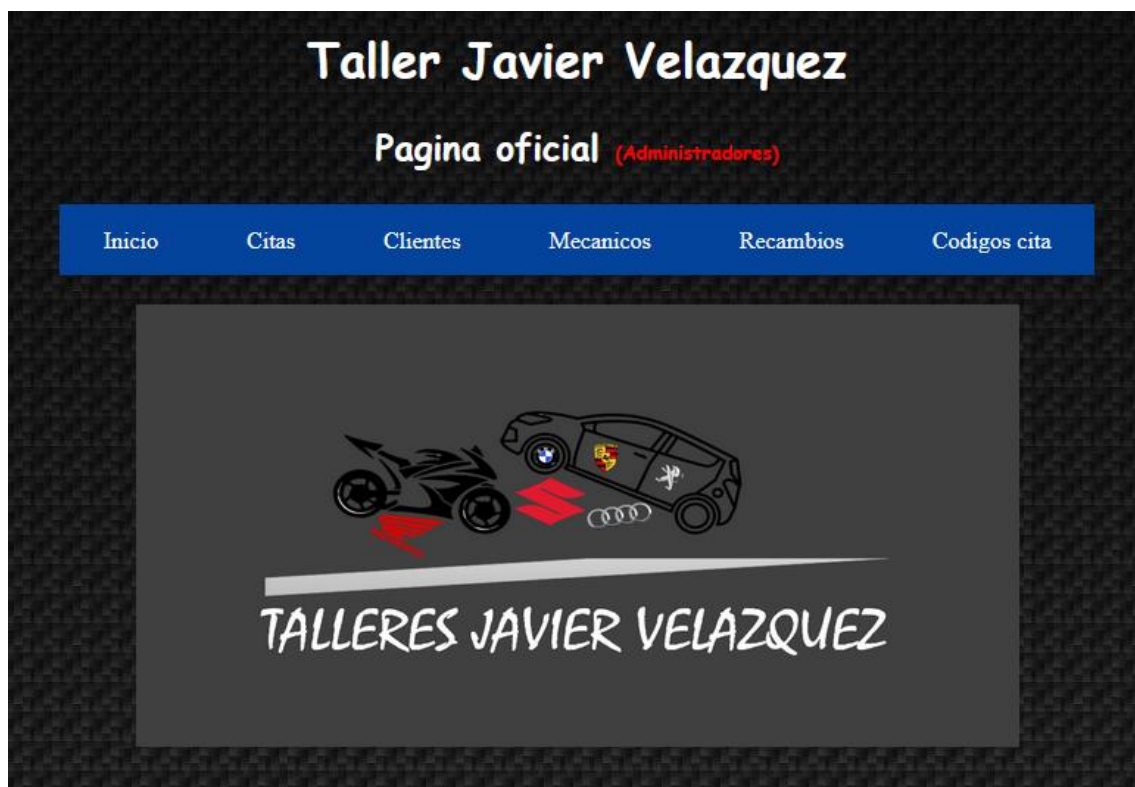 Taller Javier Velazquez
Pagina oficial (Administradores)
Inicio Citas Clientes Mecanicos Recambios Codigos cita
TALLERES JAVIER VELAZQUEZ